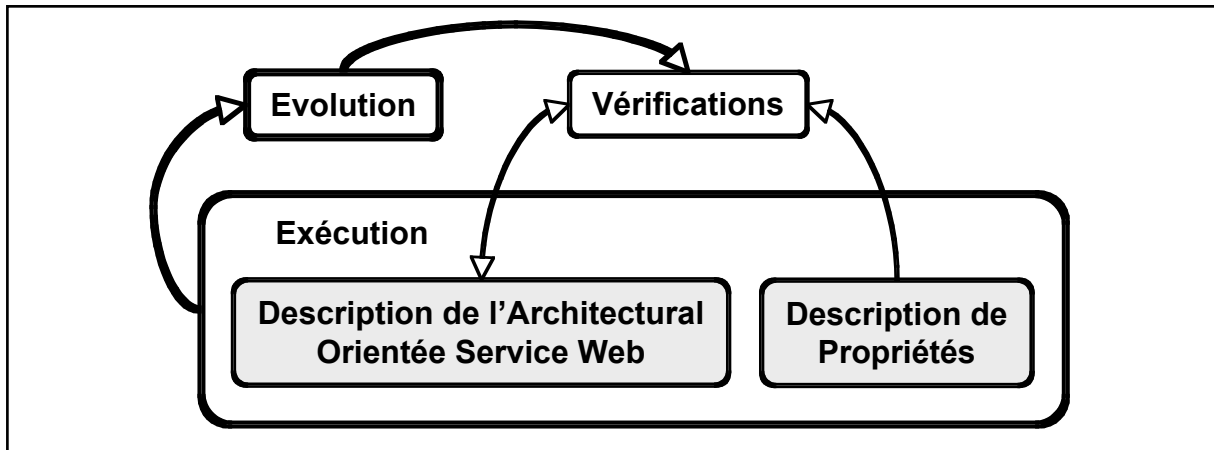 Evolution
Vérifications
Exécution
Description de l’Architectural
Orientée Service Web
Description de
Propriétés